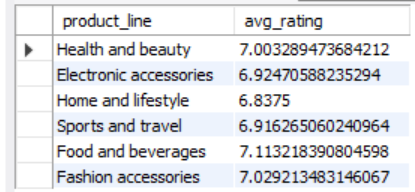 product_line avg_rating
Health and beauty 7.003289473684212
Electronic accessories 6.92470588235294
Home and lifestyle 6.8375
Sports and travel 6.916265060240964
Food and beverages 7.113218390804598
Fashion accessories 7.029213483146067